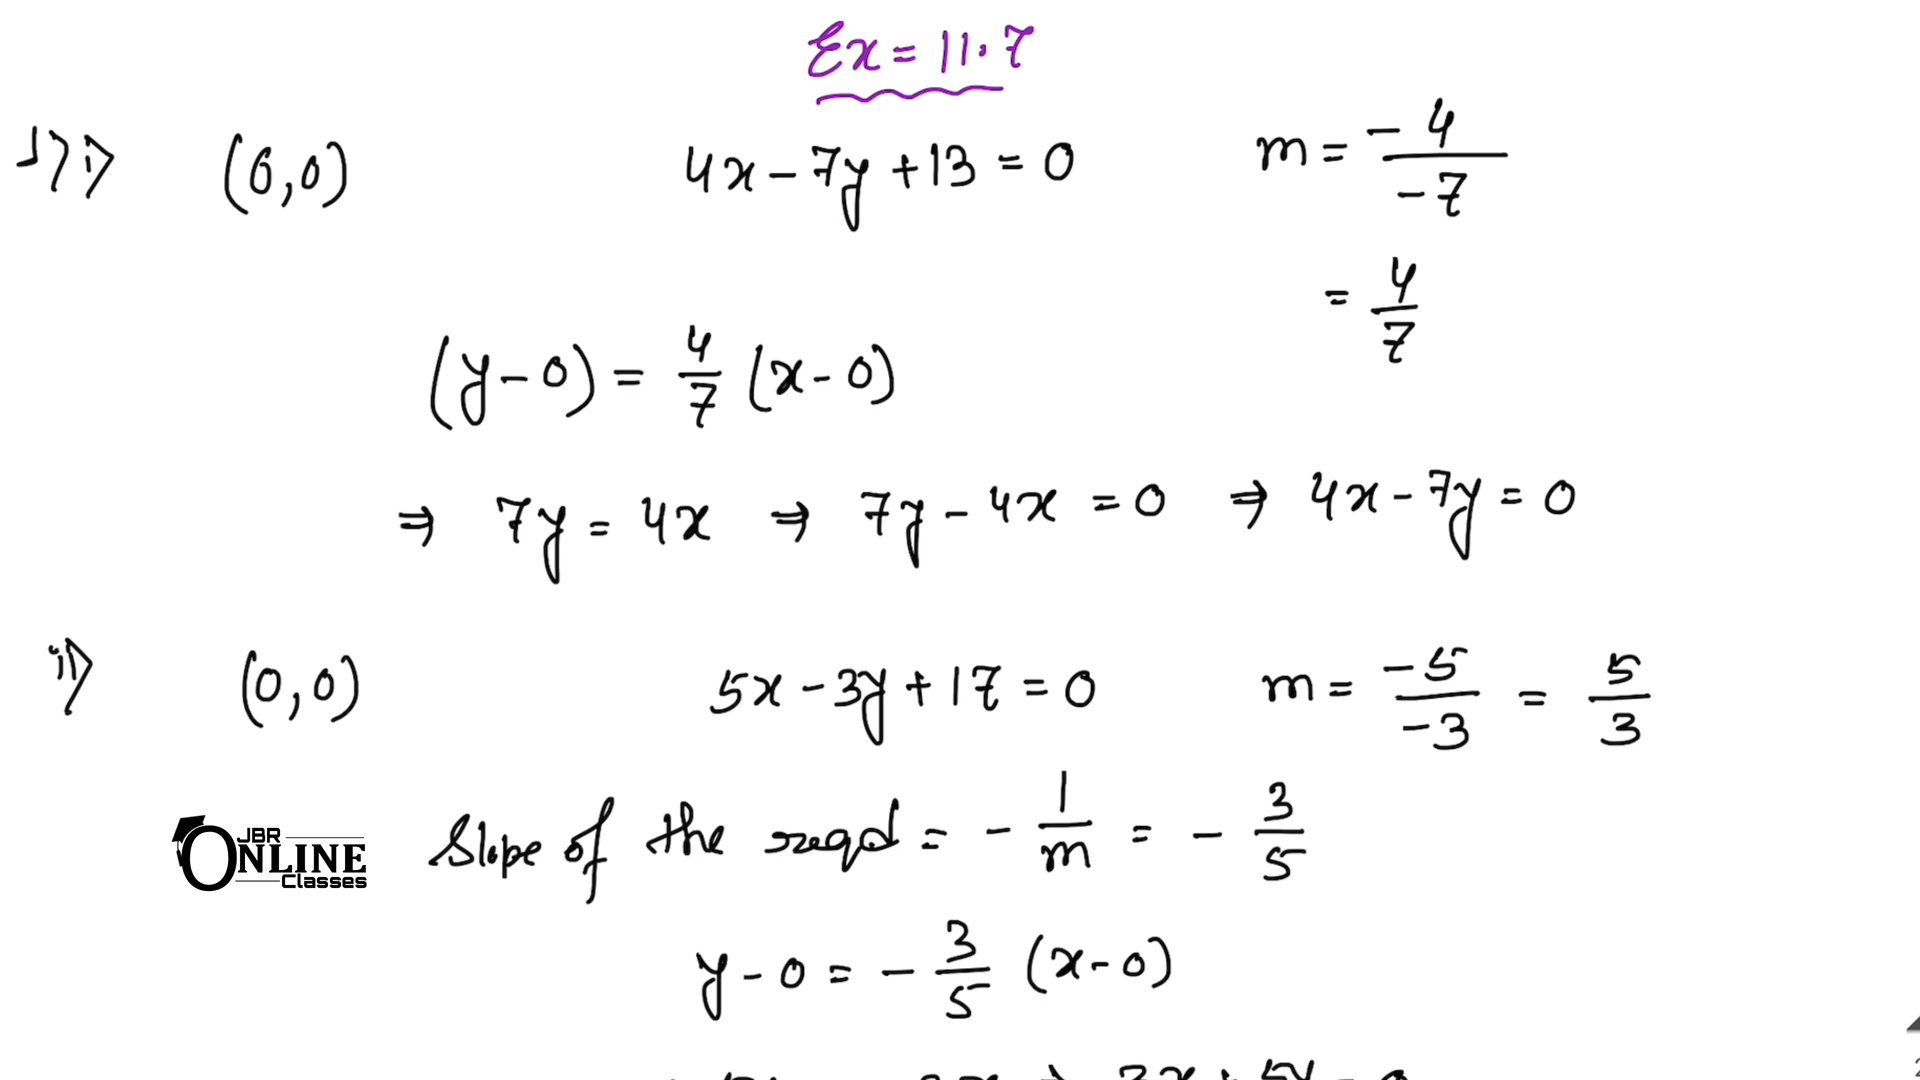 Ex = 11.7
1) i) (0,0) 4x - 7y + 13 = 0 m = -4/-7
= 4/7
(y - 0) = 4/7 (x - 0)
⇒ 7y = 4x ⇒ 7y - 4x = 0 ⇒ 4x - 7y = 0
ii) (0,0) 5x - 3y + 17 = 0 m = -5/-3 = 5/3
Slope of the reqd = - 1/m = - 3/5
JBR
ONLINE
Classes
y - 0 = - 3/5 (x - 0)